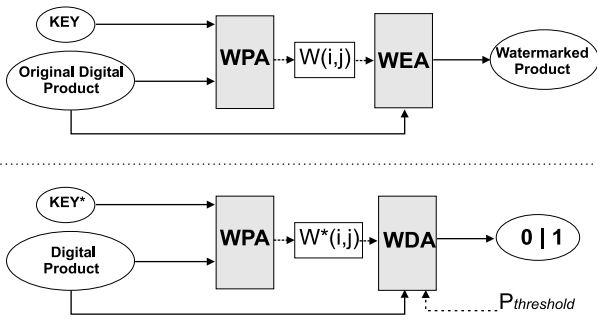 KEY
Original Digital
Product
WPA
W(i,j)
WEA
Watermarked
Product
KEY*
Digital
Product
WPA
W*(i,j)
WDA
0 | 1
Pthreshold